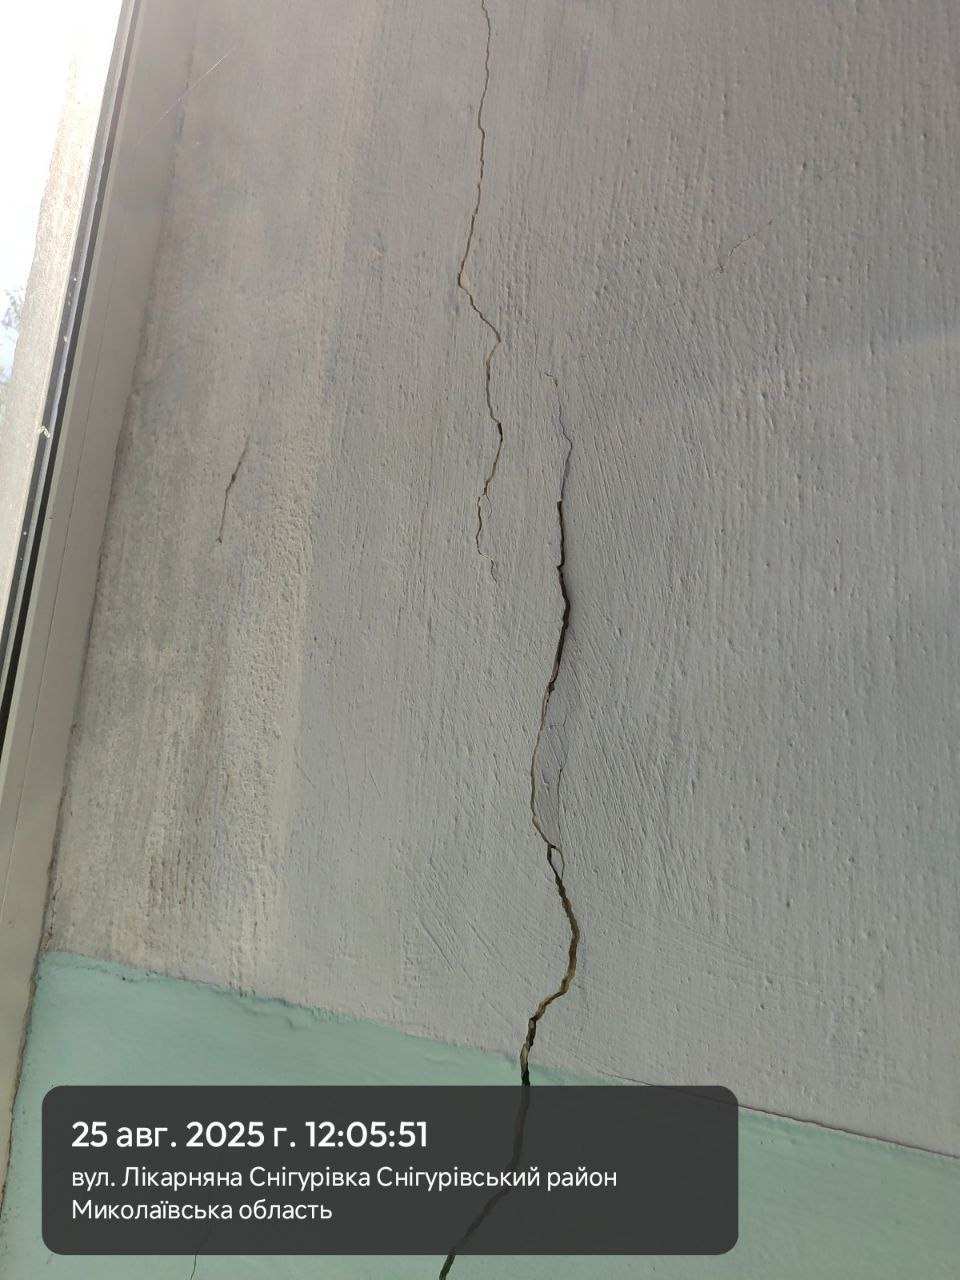 25 авг. 2025 г. 12:05:51
вул. Лікарняна Снігурівка Снігурівський район
Миколаївська область